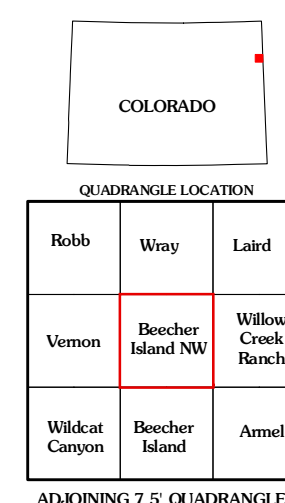 COLORADO
QUADRANGLE LOCATION
Robb
Wray
Laird
Vernon
Beecher
Island NW
Willow
Creek
Ranch
Wildcat
Canyon
Beecher
Island
Armel
ADJOINING 7.5' QUADRANGLE